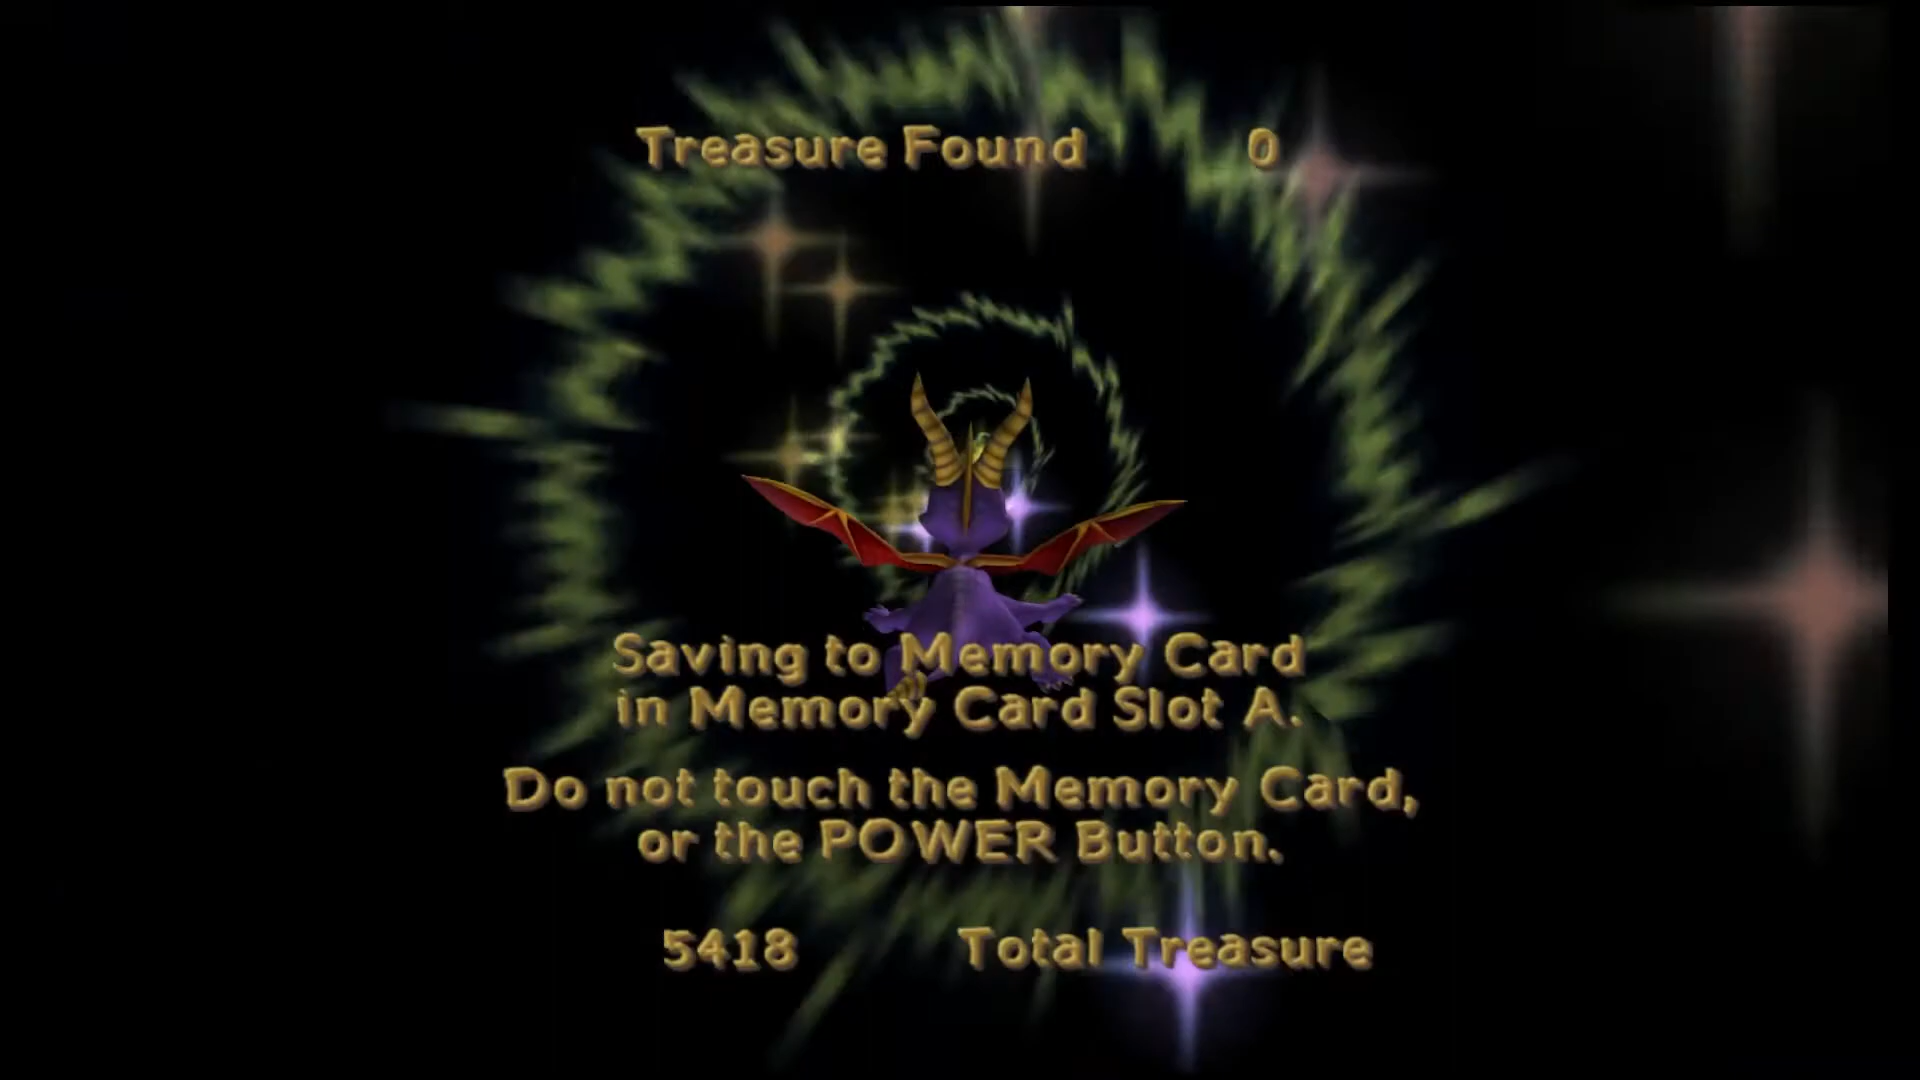 Treasure Found 0
Saving to Memory Card
in Memory Card Slot A.
Do not touch the Memory Card,
or the POWER Button.
5418 Total Treasure